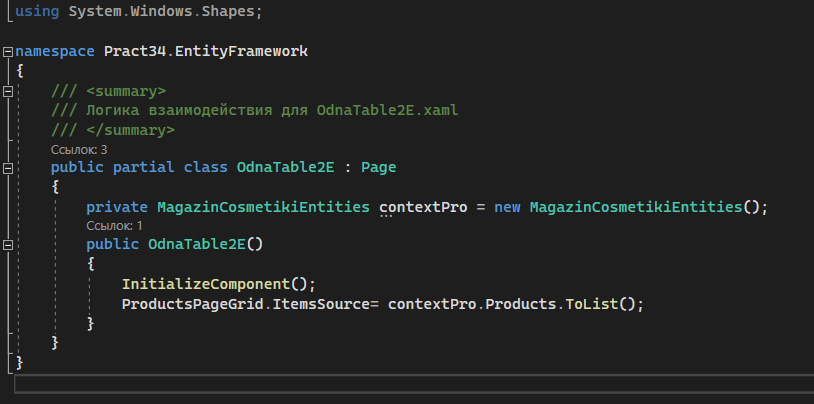 using System.Windows.Shapes;
namespace Pract34.EntityFramework
{
/// <summary>
/// Логика взаимодействия для OdnaTable2E.xaml
/// </summary>
Ссылок: 3
public partial class OdnaTable2E : Page
{
private MagazinCosmetikiEntities contextPro = new MagazinCosmetikiEntities();
Ссылок: 1
public OdnaTable2E()
{
InitializeComponent();
ProductsPageGrid.ItemsSource= contextPro.Products.ToList();
}
}
}